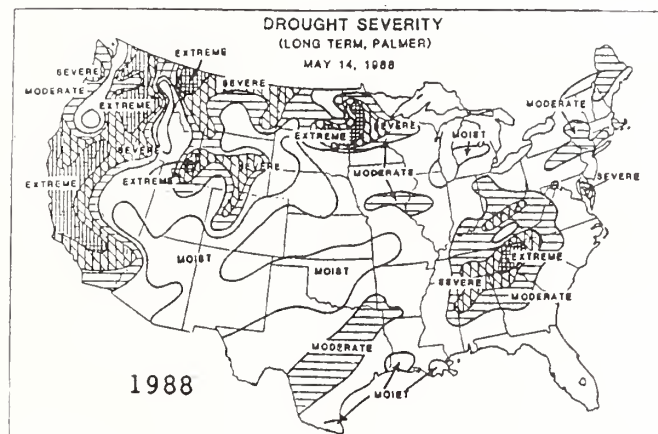 DROUGHT SEVERITY
(LONG TERM, PALMER)
MAY 14, 1988
EXTREME
SEVERE
SEVERE
MODERATE
EXTREME
MODERATE
EXTREME
SEVERE
MOIST
SEVERE
EXTREME
EXTREME
SEVERE
MODERATE
SEVERE
MOIST
MOIST
EXTREME
SEVERE
MODERATE
MODERATE
1988
MOIST